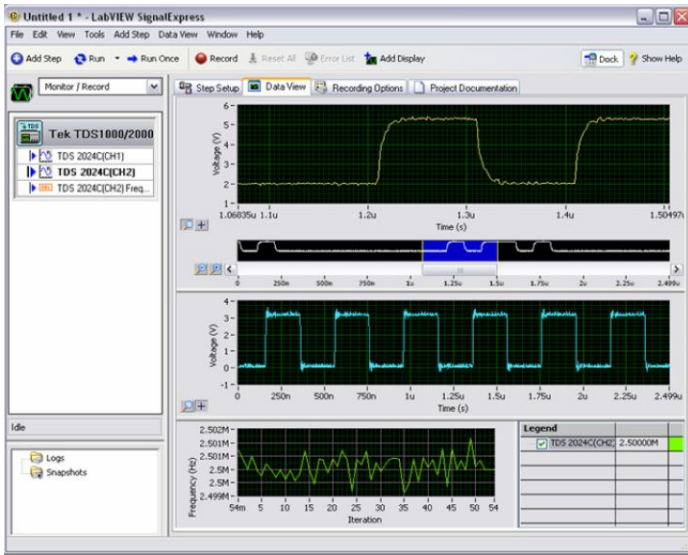 Untitled 1 * - LabVIEW SignalExpress
File Edit View Tools Add Step Data View Window Help
Add Step Run Run Once Record Reset All Error List Add Display Dock Show Help
Monitor / Record
Step Setup Data View Recording Options Project Documentation
Tek TDS1000/2000
TDS 2024C(CH1)
TDS 2024C(CH2)
TDS 2024C(CH2) Freq...
Voltage (V)
6
5
4
3
2
1
1.06835u 1.1u 1.2u 1.3u 1.4u 1.50497u
Time (s)
0 250n 500n 750n 1u 1.25u 1.5u 1.75u 2u 2.25u 2.499u
Voltage (V)
4
3
2
1
0
-1
0 250n 500n 750n 1u 1.25u 1.5u 1.75u 2u 2.25u 2.499u
Time (s)
Idle
Logs
Snapshots
Frequency (Hz)
2.502M
2.501M
2.501M
2.5M
2.5M
2.499M
54m 5 10 15 20 25 30 35 40 45 50 54
Iteration
Legend
TDS 2024C(CH2) 2.50000M